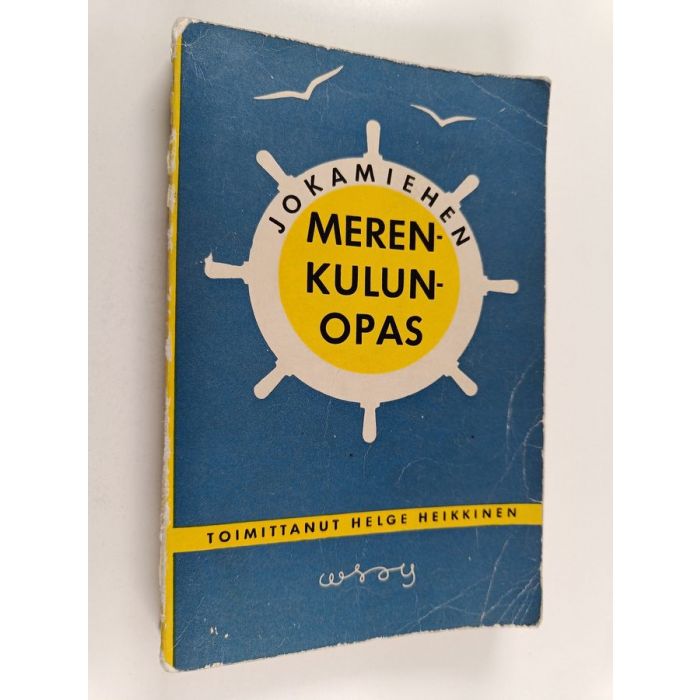 JOKAMIEHEN
MEREN-
KULUN-
OPAS
TOIMITTANUT HELGE HEIKKINEN
wsoy